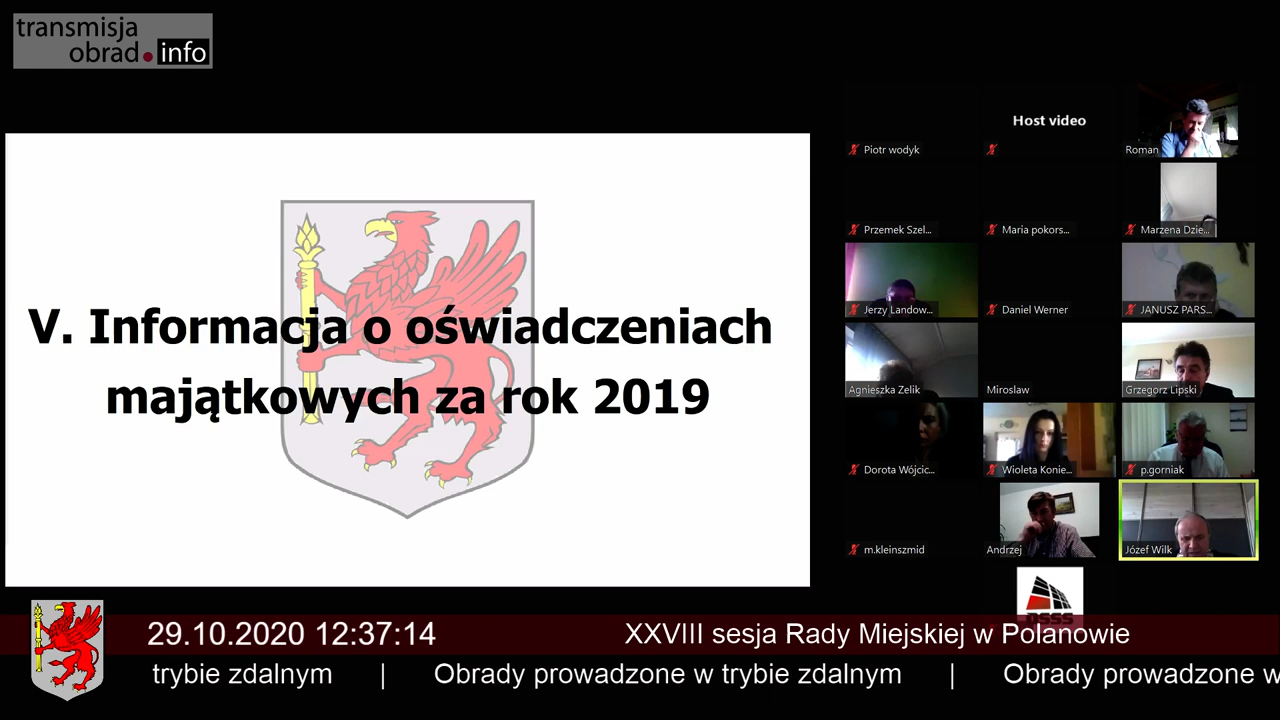 transmisja
obrad.info
V. Informacja o oświadczeniach
majątkowych za rok 2019
Host video
Piotr wodyk
Roman
Przemek Szel...
Maria pokors...
Marzena Dzie...
Jerzy Landow...
Daniel Werner
JANUSZ PARS...
Agnieszka Zelik
Miroslaw
Grzegorz Lipski
Dorota Wójcic...
Wioleta Konie...
p.gorniak
m.kleinszmid
Andrzej
Józef Wilk
29.10.2020 12:37:14
XXVIII sesja Rady Miejskiej w Polanowie
trybie zdalnym | Obrady prowadzone w trybie zdalnym | Obrady prowadzone w